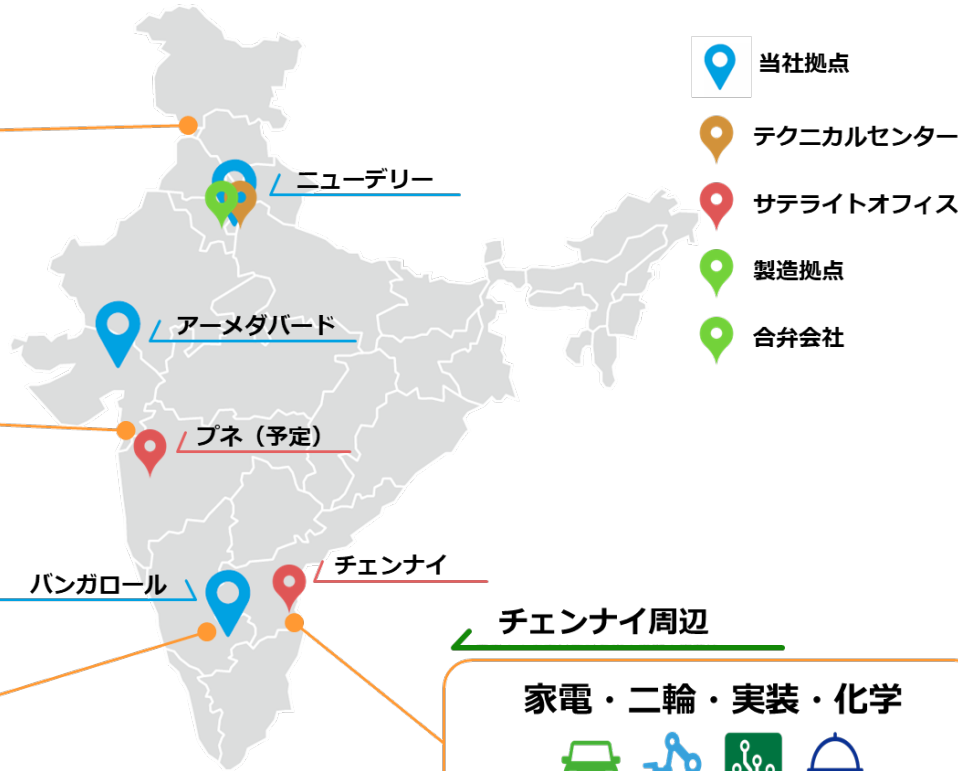 当社拠点
テクニカルセンター
サテライトオフィス
製造拠点
合弁会社
ニューデリー
アーメダバード
プネ（予定）
チェンナイ
バンガロール
チェンナイ周辺
家電・二輪・実装・化学